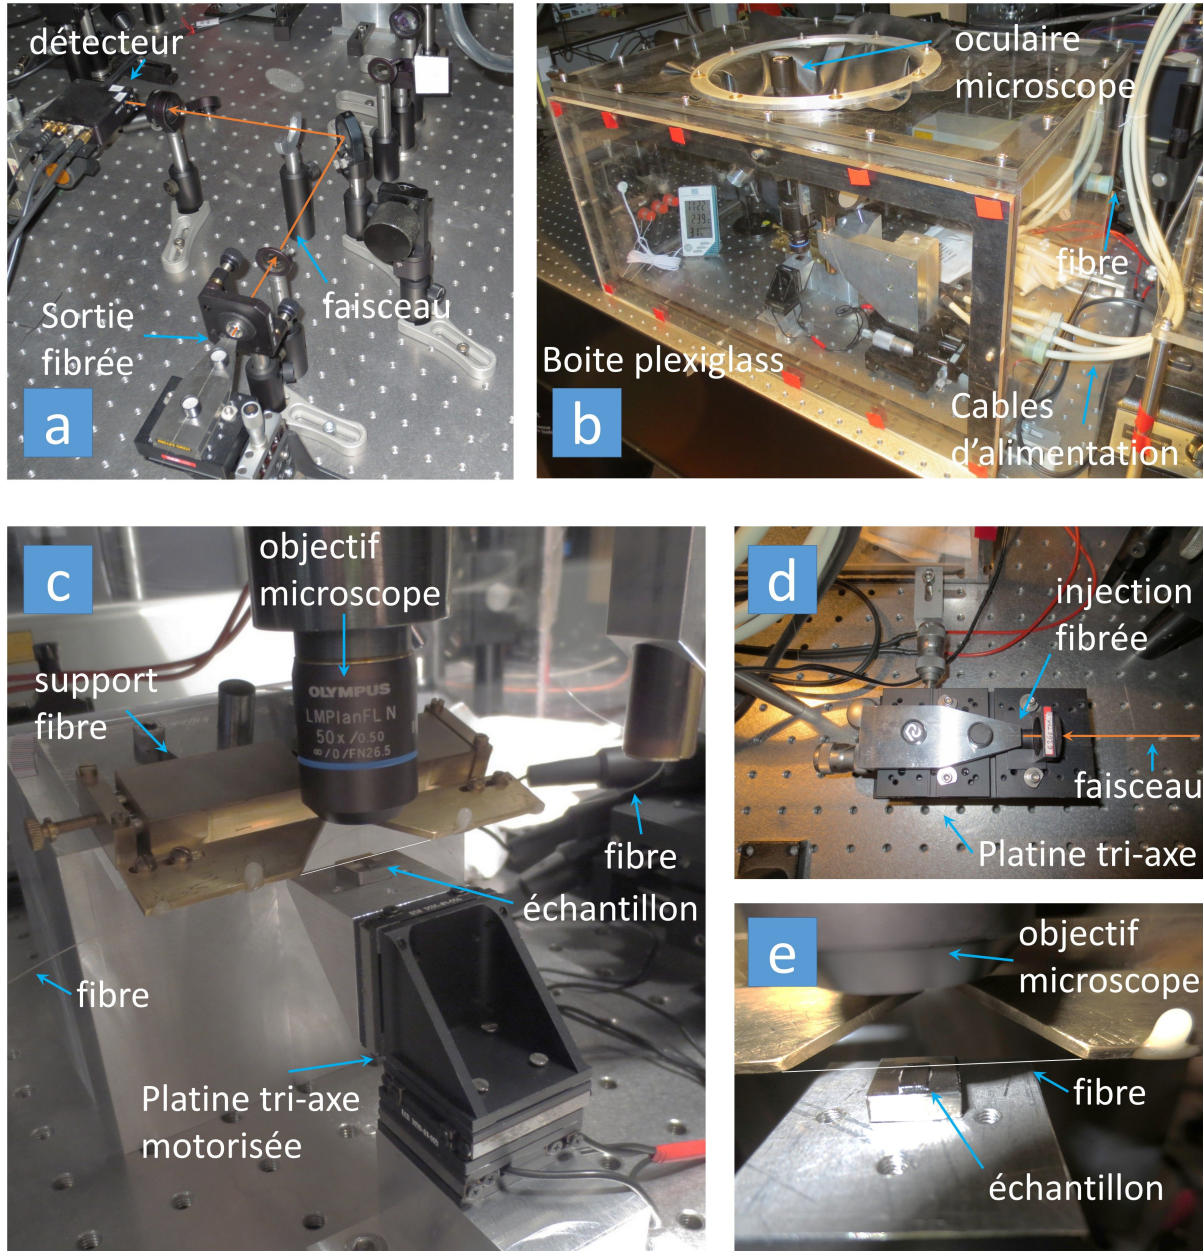 détecteur
Sortie
fibrée
faisceau
a
oculaire
microscope
fibre
Boite plexiglass
Cables
d'alimentation
b
c
objectif
microscope
OLYMPUS
LMPlanFL N
50x/0.50
∞/0/FN26.5
support
fibre
fibre
échantillon
fibre
Platine tri-axe
motorisée
d
injection
fibrée
faisceau
Platine tri-axe
e
objectif
microscope
fibre
échantillon